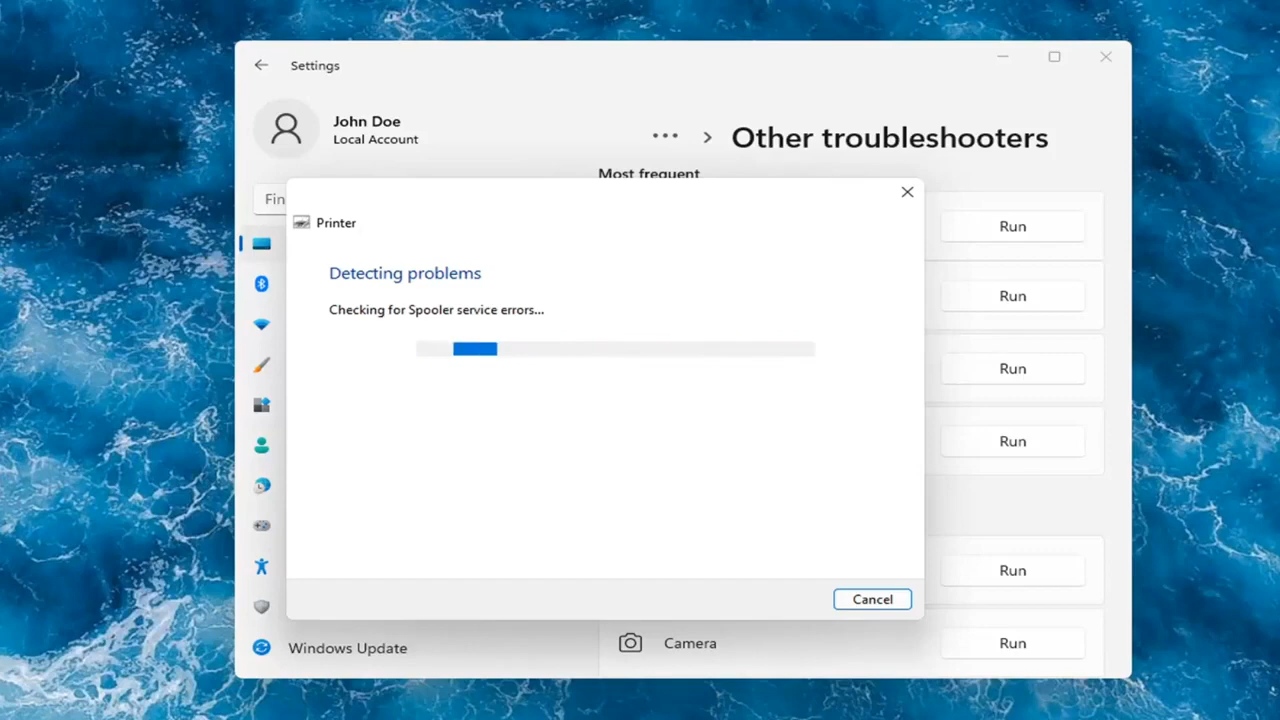 Settings
John Doe
Local Account
••• > Other troubleshooters
Most frequent
Fin
Run
Printer
Detecting problems
Run
Checking for Spooler service errors...
Run
Run
Run
Cancel
Windows Update
Camera
Run